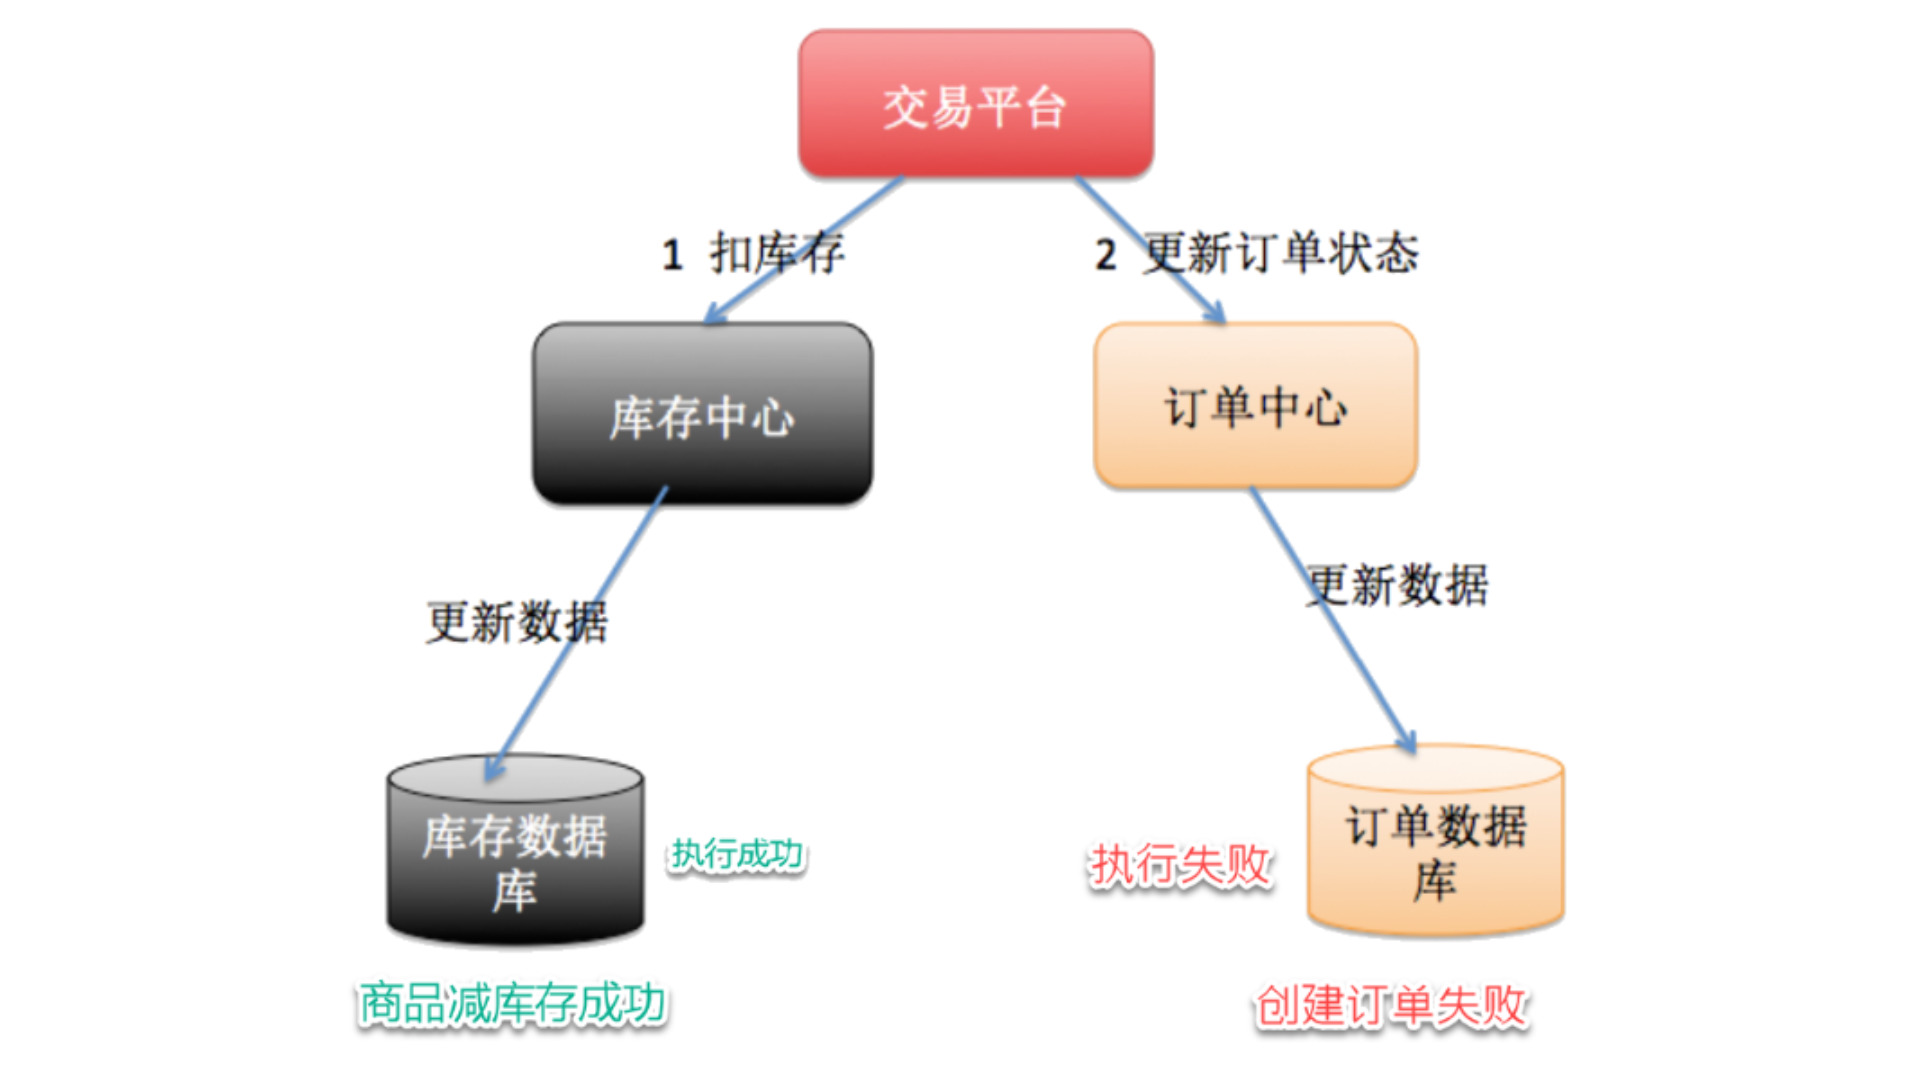 交易平台
1 扣库存
2 更新订单状态
库存中心
订单中心
更新数据
更新数据
库存数据
库
执行成功
执行失败
订单数据
库
商品减库存成功
创建订单失败